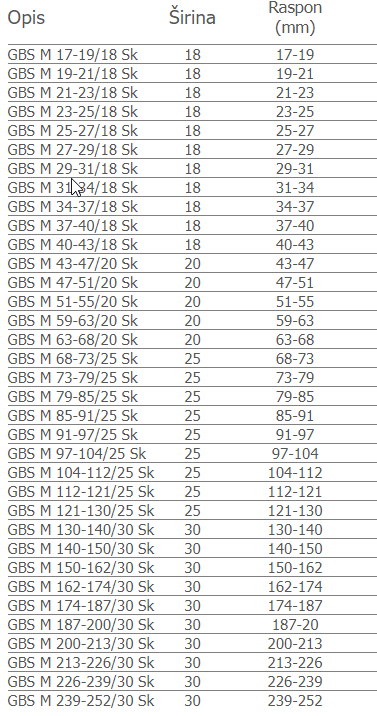 Opis Širina Raspon
(mm)
GBS M 17-19/18 Sk 18 17-19
GBS M 19-21/18 Sk 18 19-21
GBS M 21-23/18 Sk 18 21-23
GBS M 23-25/18 Sk 18 23-25
GBS M 25-27/18 Sk 18 25-27
GBS M 27-29/18 Sk 18 27-29
GBS M 29-31/18 Sk 18 29-31
GBS M 31-34/18 Sk 18 31-34
GBS M 34-37/18 Sk 18 34-37
GBS M 37-40/18 Sk 18 37-40
GBS M 40-43/18 Sk 18 40-43
GBS M 43-47/20 Sk 20 43-47
GBS M 47-51/20 Sk 20 47-51
GBS M 51-55/20 Sk 20 51-55
GBS M 59-63/20 Sk 20 59-63
GBS M 63-68/20 Sk 20 63-68
GBS M 68-73/25 Sk 25 68-73
GBS M 73-79/25 Sk 25 73-79
GBS M 79-85/25 Sk 25 79-85
GBS M 85-91/25 Sk 25 85-91
GBS M 91-97/25 Sk 25 91-97
GBS M 97-104/25 Sk 25 97-104
GBS M 104-112/25 Sk 25 104-112
GBS M 112-121/25 Sk 25 112-121
GBS M 121-130/25 Sk 25 121-130
GBS M 130-140/30 Sk 30 130-140
GBS M 140-150/30 Sk 30 140-150
GBS M 150-162/30 Sk 30 150-162
GBS M 162-174/30 Sk 30 162-174
GBS M 174-187/30 Sk 30 174-187
GBS M 187-200/30 Sk 30 187-20
GBS M 200-213/30 Sk 30 200-213
GBS M 213-226/30 Sk 30 213-226
GBS M 226-239/30 Sk 30 226-239
GBS M 239-252/30 Sk 30 239-252